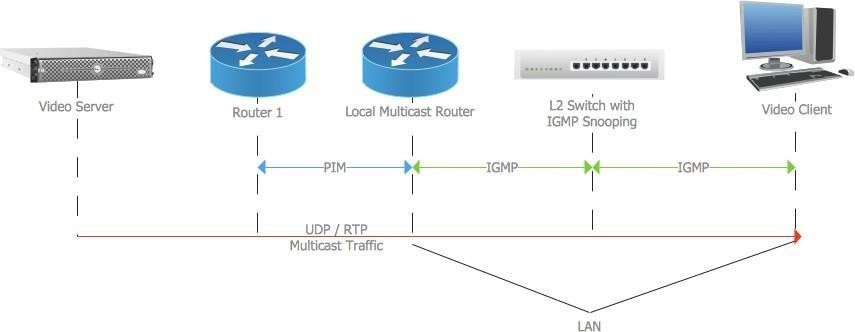 Video Server
Router 1
Local Multicast Router
L2 Switch with
IGMP Snooping
Video Client
PIM
IGMP
IGMP
UDP / RTP
Multicast Traffic
LAN